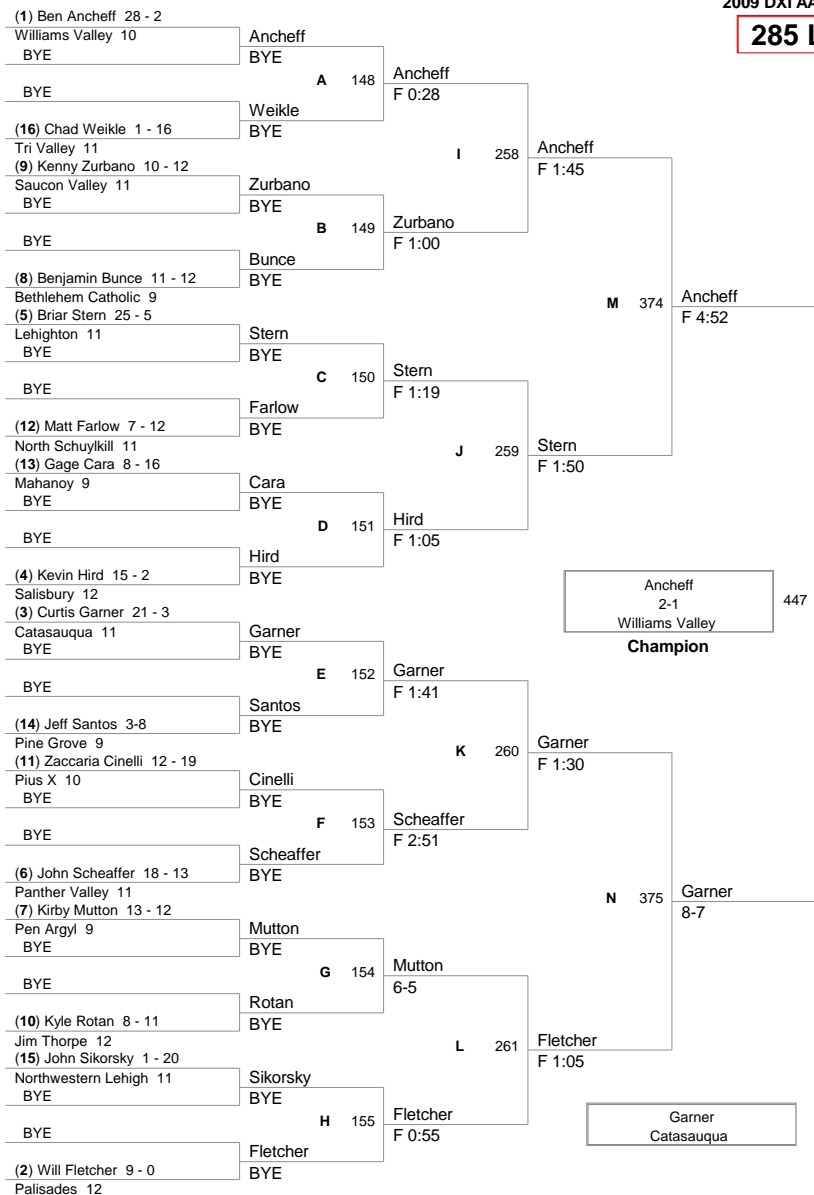 2009 DXI AA
285 L
(1) Ben Ancheff 28 - 2
Williams Valley 10
BYE
BYE
(16) Chad Weikle 1 - 16
Tri Valley 11
(9) Kenny Zurbano 10 - 12
Saucon Valley 11
BYE
BYE
(8) Benjamin Bunce 11 - 12
Bethlehem Catholic 9
(5) Briar Stern 25 - 5
Lehighton 11
BYE
BYE
(12) Matt Farlow 7 - 12
North Schuylkill 11
(13) Gage Cara 8 - 16
Mahanoy 9
BYE
BYE
(4) Kevin Hird 15 - 2
Salisbury 12
(3) Curtis Garner 21 - 3
Catasauqua 11
BYE
BYE
(14) Jeff Santos 3-8
Pine Grove 9
(11) Zaccaria Cinelli 12 - 19
Pius X 10
BYE
BYE
(6) John Scheaffer 18 - 13
Panther Valley 11
(7) Kirby Mutton 13 - 12
Pen Argyl 9
BYE
BYE
(10) Kyle Rotan 8 - 11
Jim Thorpe 12
(15) John Sikorsky 1 - 20
Northwestern Lehigh 11
BYE
BYE
(2) Will Fletcher 9 - 0
Palisades 12
Ancheff
BYE
A 148
Weikle
BYE
Zurbano
BYE
B 149
Bunce
BYE
Stern
BYE
C 150
Farlow
BYE
Cara
BYE
D 151
Hird
BYE
Garner
BYE
E 152
Santos
BYE
Cinelli
BYE
F 153
Scheaffer
BYE
Mutton
BYE
G 154
Rotan
BYE
Sikorsky
BYE
H 155
Fletcher
BYE
Ancheff
F 0:28
I 258
Zurbano
F 1:00
Stern
F 1:19
J 259
Hird
F 1:05
Garner
F 1:41
K 260
Scheaffer
F 2:51
Mutton
6-5
L 261
Fletcher
F 0:55
Ancheff
F 1:45
M 374
Stern
F 1:50
Garner
F 1:30
N 375
Fletcher
F 1:05
Ancheff
F 4:52
Garner
8-7
Ancheff
2-1
Williams Valley
447
Champion
Garner
Catasauqua